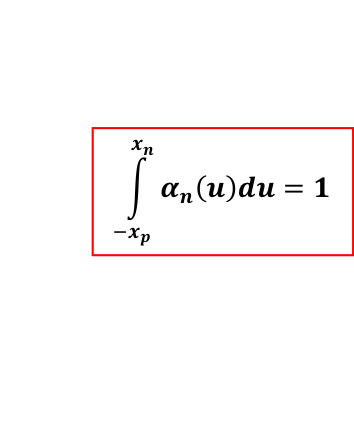 ∫_{-x_p}^{x_n} α_n(u)du = 1